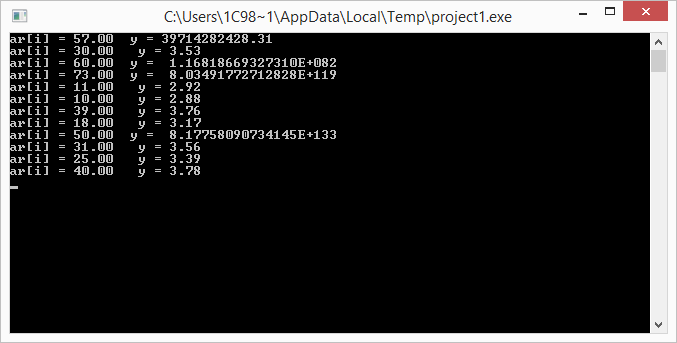 C:\Users\1C98~1\AppData\Local\Temp\project1.exe
ar[i] = 57.00  y = 39714282428.31
ar[i] = 30.00   y = 3.53
ar[i] = 60.00  y =  1.16818669327310E+082
ar[i] = 73.00  y =  8.03491772712828E+119
ar[i] = 11.00   y = 2.92
ar[i] = 10.00   y = 2.88
ar[i] = 39.00   y = 3.76
ar[i] = 18.00   y = 3.17
ar[i] = 50.00  y =  8.17758090734145E+133
ar[i] = 31.00   y = 3.56
ar[i] = 25.00   y = 3.39
ar[i] = 40.00   y = 3.78